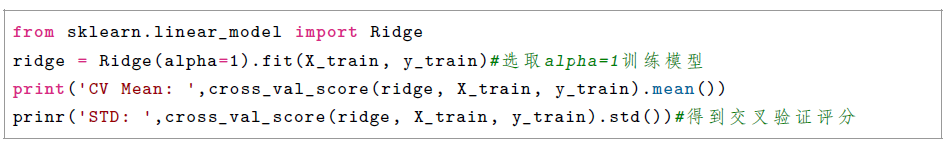 from sklearn.linear_model import Ridge
ridge = Ridge(alpha=1).fit(X_train, y_train)#选取alpha=1训练模型
print('CV Mean: ',cross_val_score(ridge, X_train, y_train).mean())
prinr('STD: ',cross_val_score(ridge, X_train, y_train).std())#得到交叉验证评分